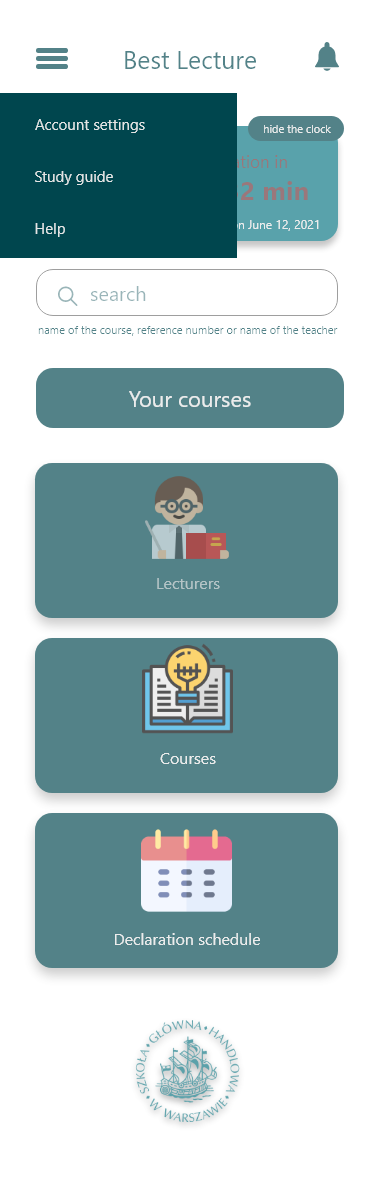 Best Lecture
Account settings
Study guide
Help
hide the clock
in
2 min
June 12, 2021
search
name of the course, reference number or name of the teacher
Your courses
Lecturers
Courses
Declaration schedule
SZKOŁA • GŁÓWNA • HANDLOWA
• W WARSZAWIE •